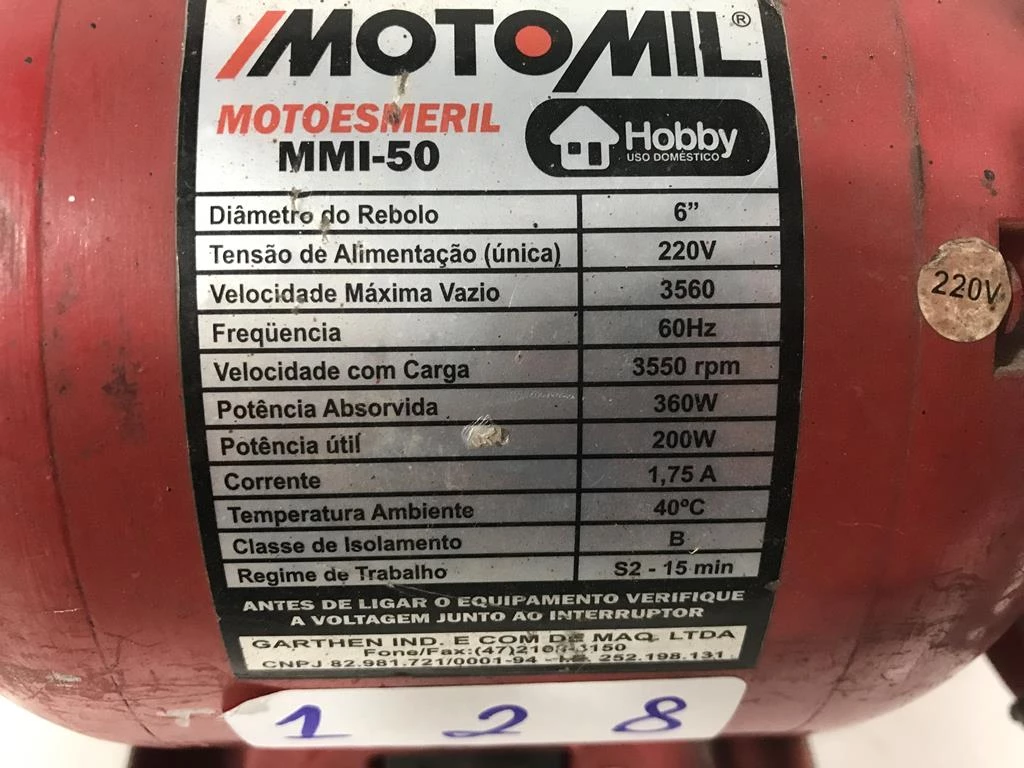 MOTOMIL®
MOTOESMERIL
MMI-50
Hobby
USO DOMÉSTICO
Diâmetro do Rebolo 6”
Tensão de Alimentação (única) 220V
Velocidade Máxima Vazio 3560
Freqüencia 60Hz
Velocidade com Carga 3550 rpm
Potência Absorvida 360W
Potência útil 200W
Corrente 1,75 A
Temperatura Ambiente 40ºC
Classe de Isolamento B
Regime de Trabalho S2 - 15 min
ANTES DE LIGAR O EQUIPAMENTO VERIFIQUE
A VOLTAGEM JUNTO AO INTERRUPTOR
GARTHEN IND. E COM DE MAQ. LTDA
Fone/Fax:(47)
CNPJ 82.981.721/0001-94 - I.E. 252.198.131
220V
1 2 8